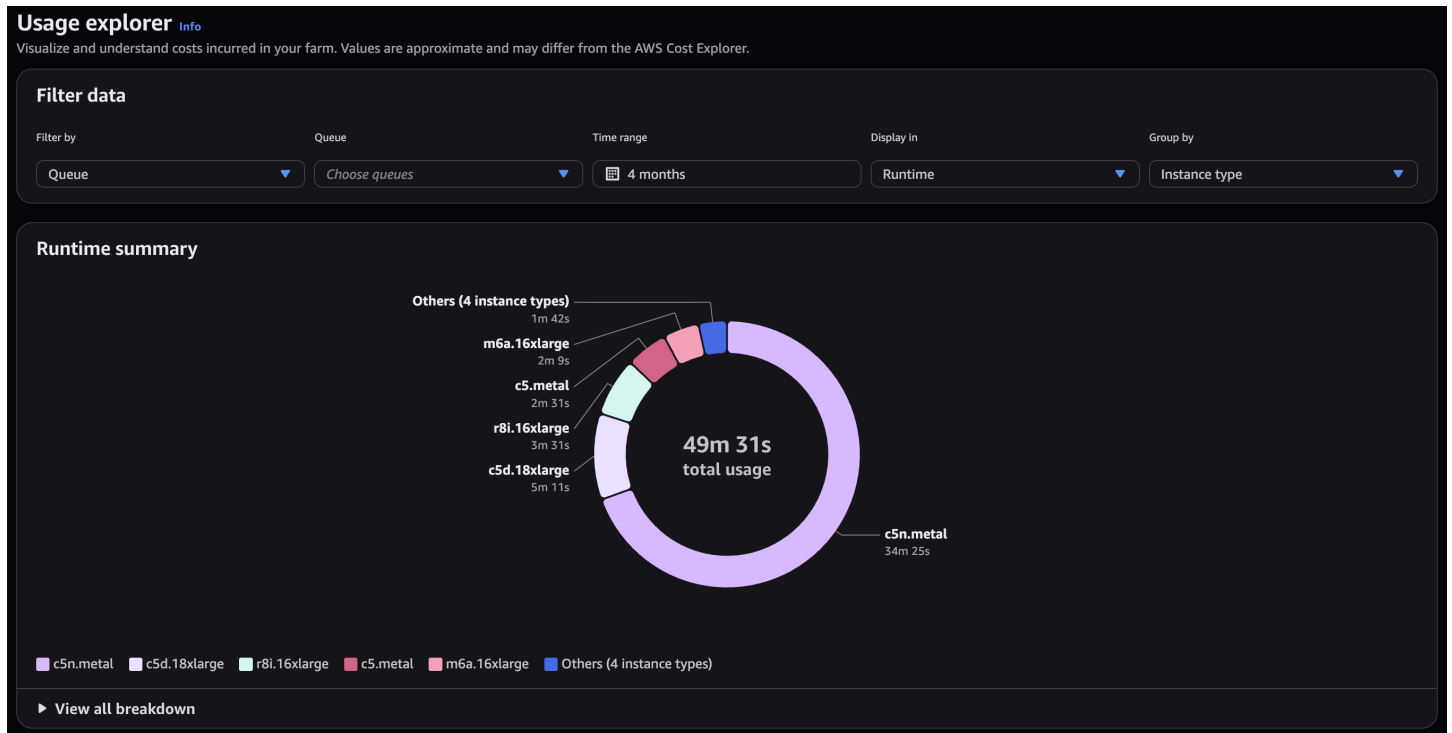 Usage explorer Info
Visualize and understand costs incurred in your farm. Values are approximate and may differ from the AWS Cost Explorer.
Filter data
Filter by
Queue
Time range
Display in
Group by
Queue
Choose queues
4 months
Runtime
Instance type
Runtime summary
Others (4 instance types)
1m 42s
m6a.16xlarge
2m 9s
c5.metal
2m 31s
r8i.16xlarge
3m 31s
c5d.18xlarge
5m 11s
49m 31s
total usage
c5n.metal
34m 25s
c5n.metal
c5d.18xlarge
r8i.16xlarge
c5.metal
m6a.16xlarge
Others (4 instance types)
View all breakdown